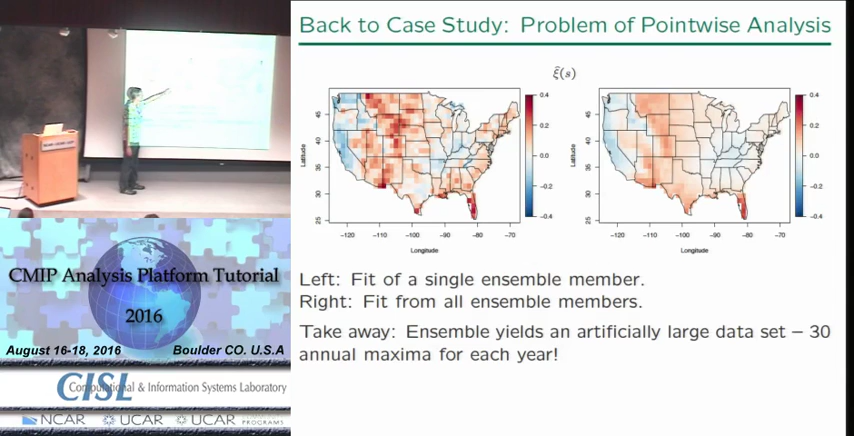 Back to Case Study: Problem of Pointwise Analysis
ξ̂(s)
Latitude
45
40
35
30
25
−120
−110
−100
−90
−80
−70
Longitude
0.4
0.2
0.0
−0.2
−0.4
Latitude
45
40
35
30
25
−120
−110
−100
−90
−80
−70
Longitude
0.4
0.2
0.0
−0.2
−0.4
Left: Fit of a single ensemble member.
Right: Fit from all ensemble members.
Take away: Ensemble yields an artificially large data set – 30
annual maxima for each year!
CMIP Analysis Platform Tutorial
2016
August 16-18, 2016
Boulder CO. U.S.A
CISL
Computational & Information Systems Laboratory
NCAR
UCAR
UCAR
PROGRAMS